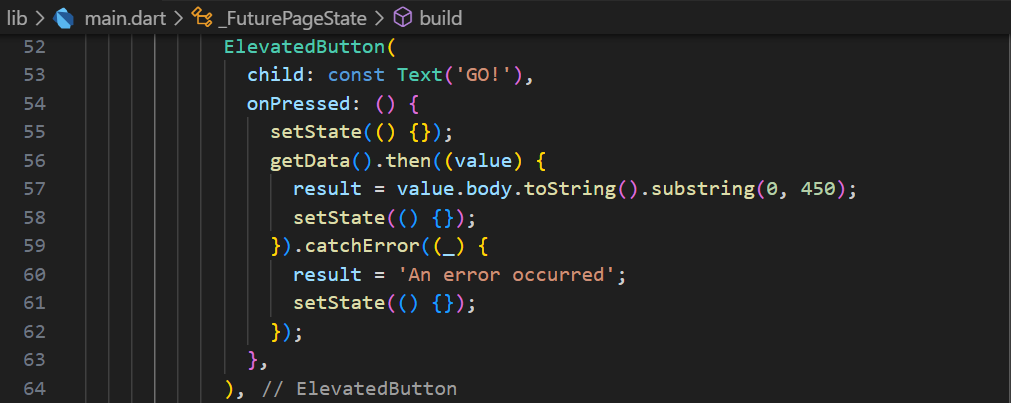 lib > main.dart > _FuturePageState > build
52 ElevatedButton(
53 child: const Text('GO!'),
54 onPressed: () {
55 setState(() {});
56 getData().then((value) {
57 result = value.body.toString().substring(0, 450);
58 setState(() {});
59 }).catchError((_) {
60 result = 'An error occurred';
61 setState(() {});
62 });
63 },
64 ), // ElevatedButton